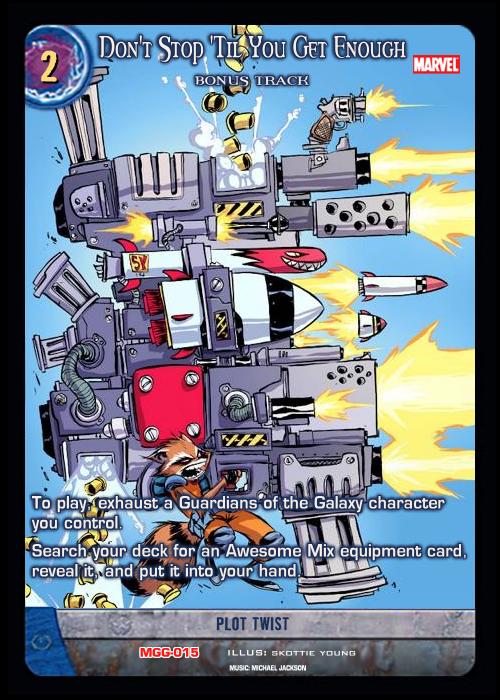 2
Don't Stop 'Til You Get Enough
BONUS TRACK
MARVEL
SY
To play, exhaust a Guardians of the Galaxy character
you control.
Search your deck for an Awesome Mix equipment card,
reveal it, and put it into your hand.
PLOT TWIST
MGG-015 ILLUS: SKOTTIE YOUNG
MUSIC: MICHAEL JACKSON